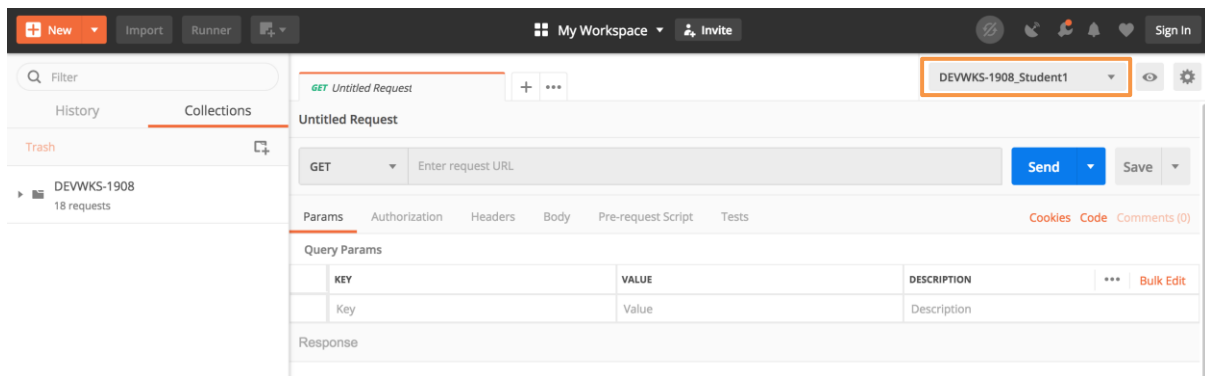 New Import Runner My Workspace Invite Sign In
Filter
History Collections
Trash
DEVWKS-1908
18 requests
GET Untitled Request
DEVWKS-1908_Student1
Untitled Request
GET Enter request URL Send Save
Params Authorization Headers Body Pre-request Script Tests Cookies Code Comments (0)
Query Params
KEY VALUE DESCRIPTION Bulk Edit
Key Value Description
Response